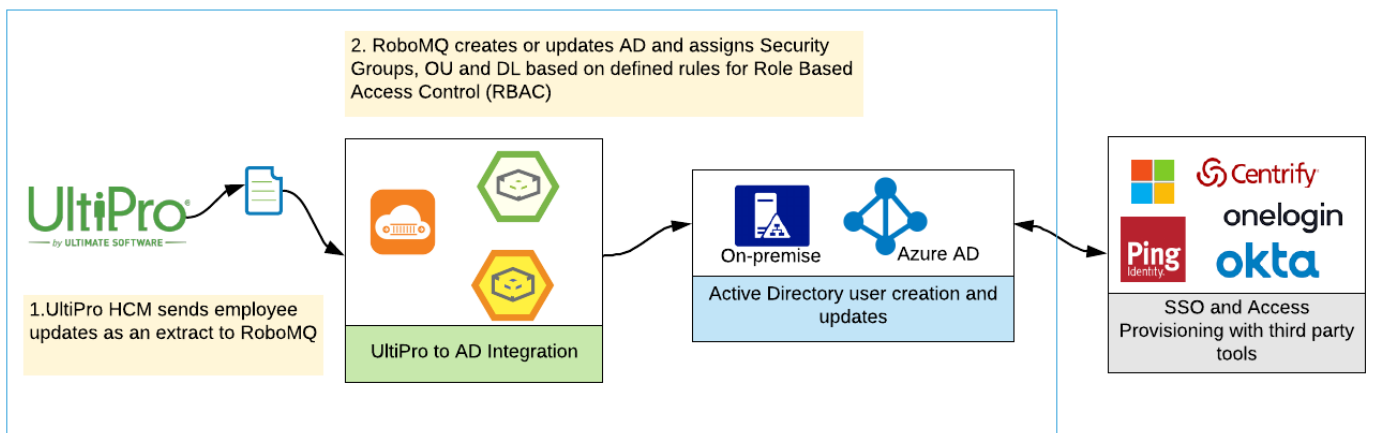 2. RoboMQ creates or updates AD and assigns Security
Groups, OU and DL based on defined rules for Role Based
Access Control (RBAC)
UltiPro®
by ULTIMATE SOFTWARE
1.UltiPro HCM sends employee
updates as an extract to RoboMQ
UltiPro to AD Integration
On-premise
Azure AD
Active Directory user creation and
updates
Centrify
onelogin
Ping
Identity.
okta
SSO and Access
Provisioning with third party
tools